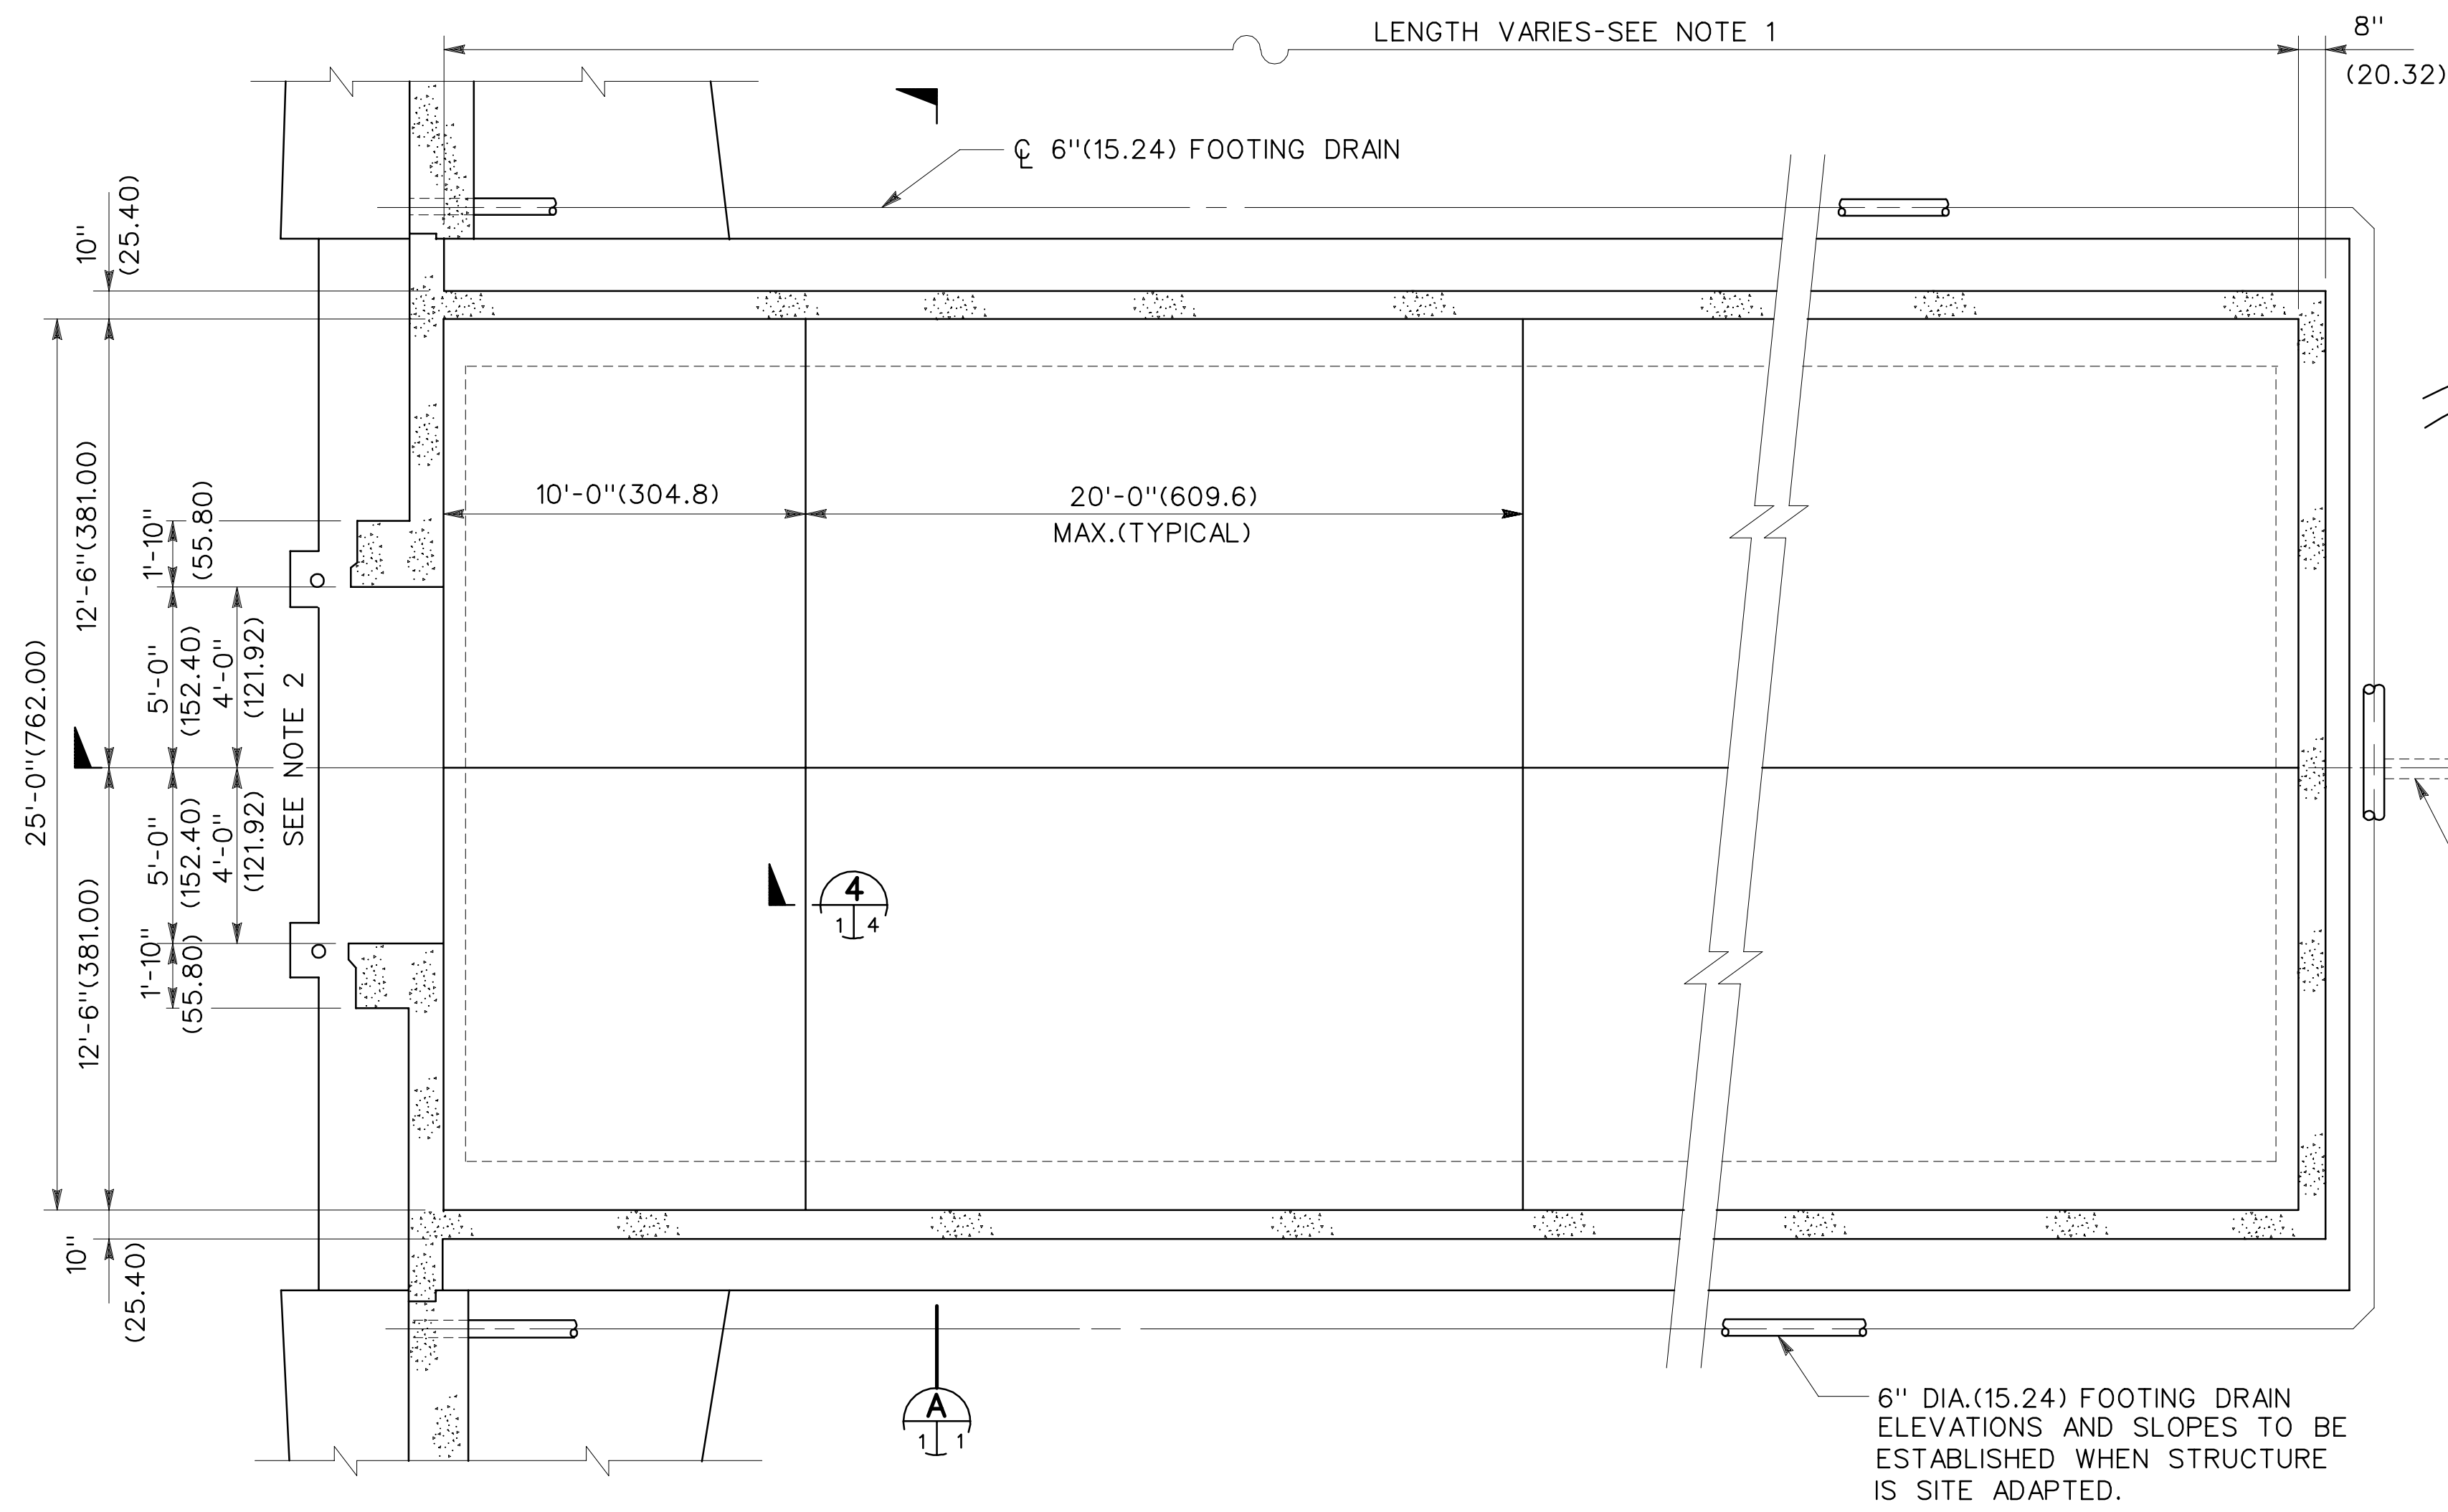 LENGTH VARIES-SEE NOTE 1
8"
(20.32)
℄ 6"(15.24) FOOTING DRAIN
10"
(25.40)
12'-6"(381.00)
1'-10"
(55.80)
10'-0"(304.8)
20'-0"(609.6)
MAX.(TYPICAL)
25'-0"(762.00)
5'-0"
(152.40)
4'-0"
(121.92)
SEE NOTE 2
5'-0"
(152.40)
4'-0"
(121.92)
12'-6"(381.00)
1'-10"
(55.80)
4
1 4
10"
(25.40)
A
1 1
6" DIA.(15.24) FOOTING DRAIN
ELEVATIONS AND SLOPES TO BE
ESTABLISHED WHEN STRUCTURE
IS SITE ADAPTED.